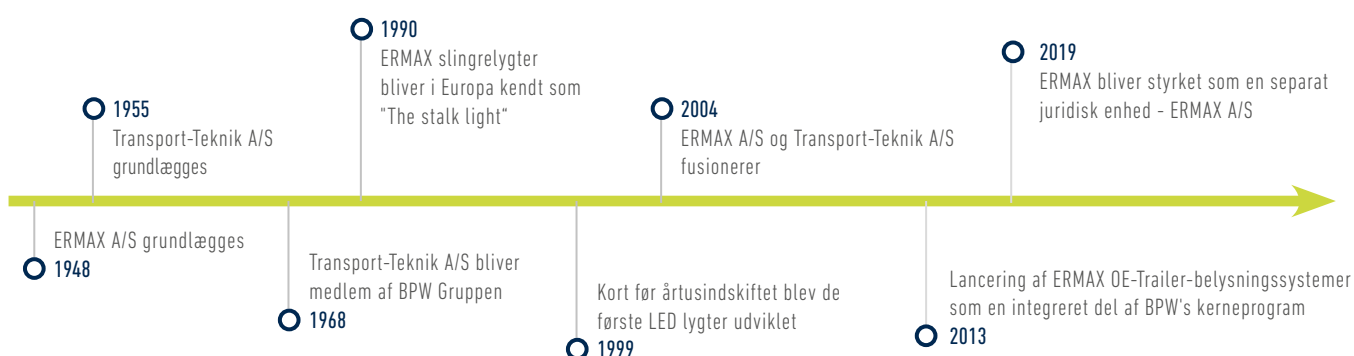 1990
ERMAX slingrelygter
bliver i Europa kendt som
"The stalk light"
2019
ERMAX bliver styrket som en separat
juridisk enhed - ERMAX A/S
1955
Transport-Teknik A/S
grundlægges
2004
ERMAX A/S og Transport-Teknik A/S
fusionerer
ERMAX A/S grundlægges
1948
Transport-Teknik A/S bliver
medlem af BPW Gruppen
1968
Kort før årtusindskiftet blev de
første LED lygter udviklet
1999
Lancering af ERMAX OE-Trailer-belysningssystemer
som en integreret del af BPW's kerneprogram
2013